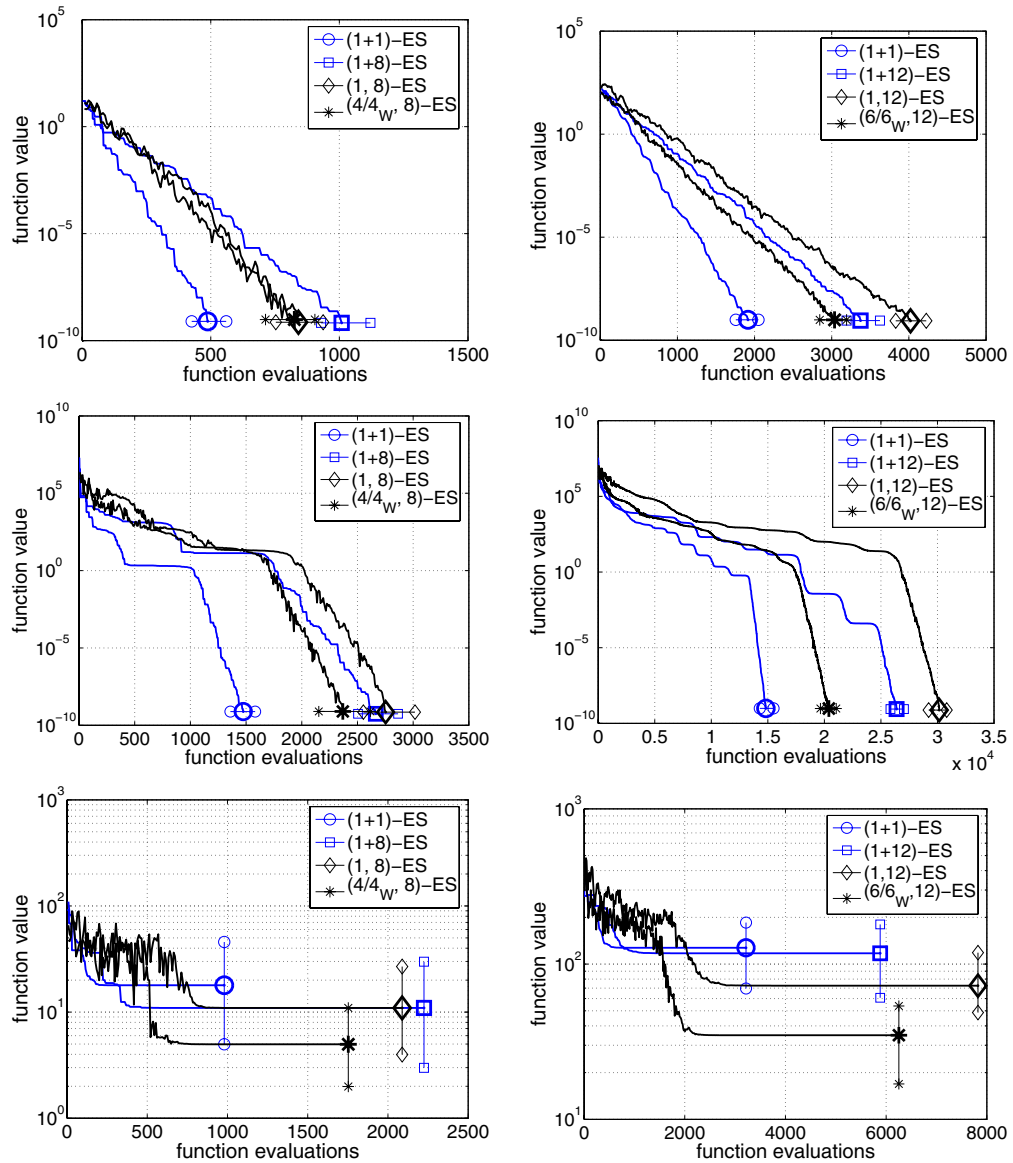 10^5
10^0
10^-5
10^-10
0
500
1000
1500
function evaluations
function value
(1+1)-ES
(1+8)-ES
(1, 8)-ES
(4/4_W, 8)-ES
10^5
10^0
10^-5
10^-10
0
1000
2000
3000
4000
5000
function evaluations
function value
(1+1)-ES
(1+12)-ES
(1,12)-ES
(6/6_W,12)-ES
10^10
10^5
10^0
10^-5
10^-10
0
500
1000
1500
2000
2500
3000
3500
function evaluations
function value
(1+1)-ES
(1+8)-ES
(1, 8)-ES
(4/4_W, 8)-ES
10^10
10^5
10^0
10^-5
10^-10
0
0.5
1
1.5
2
2.5
3
3.5
x 10^4
function evaluations
function value
(1+1)-ES
(1+12)-ES
(1,12)-ES
(6/6_W,12)-ES
10^3
10^2
10^1
10^0
0
500
1000
1500
2000
2500
function evaluations
function value
(1+1)-ES
(1+8)-ES
(1, 8)-ES
(4/4_W, 8)-ES
10^3
10^2
10^1
0
2000
4000
6000
8000
function evaluations
function value
(1+1)-ES
(1+12)-ES
(1,12)-ES
(6/6_W,12)-ES